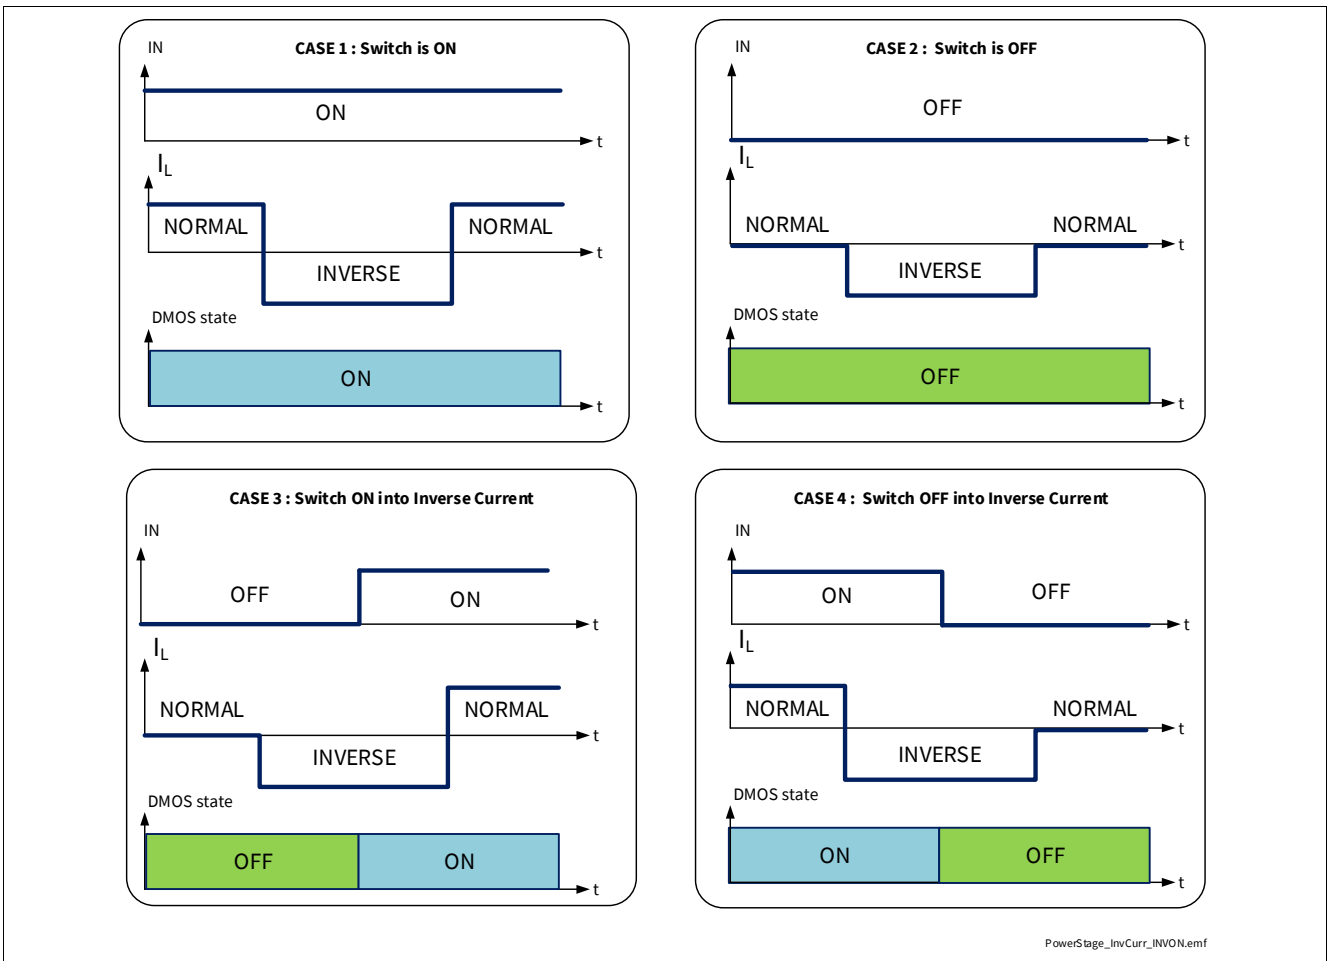 CASE 1 : Switch is ON
IN
ON
t
IL
NORMAL
NORMAL
INVERSE
t
DMOS state
ON
t
CASE 2 : Switch is OFF
IN
OFF
t
IL
NORMAL
NORMAL
INVERSE
t
DMOS state
OFF
t
CASE 3 : Switch ON into Inverse Current
IN
OFF
ON
t
IL
NORMAL
NORMAL
INVERSE
t
DMOS state
OFF
ON
t
CASE 4 : Switch OFF into Inverse Current
IN
ON
OFF
t
IL
NORMAL
NORMAL
INVERSE
t
DMOS state
ON
OFF
t
PowerStage_InvCurr_INVON.emf